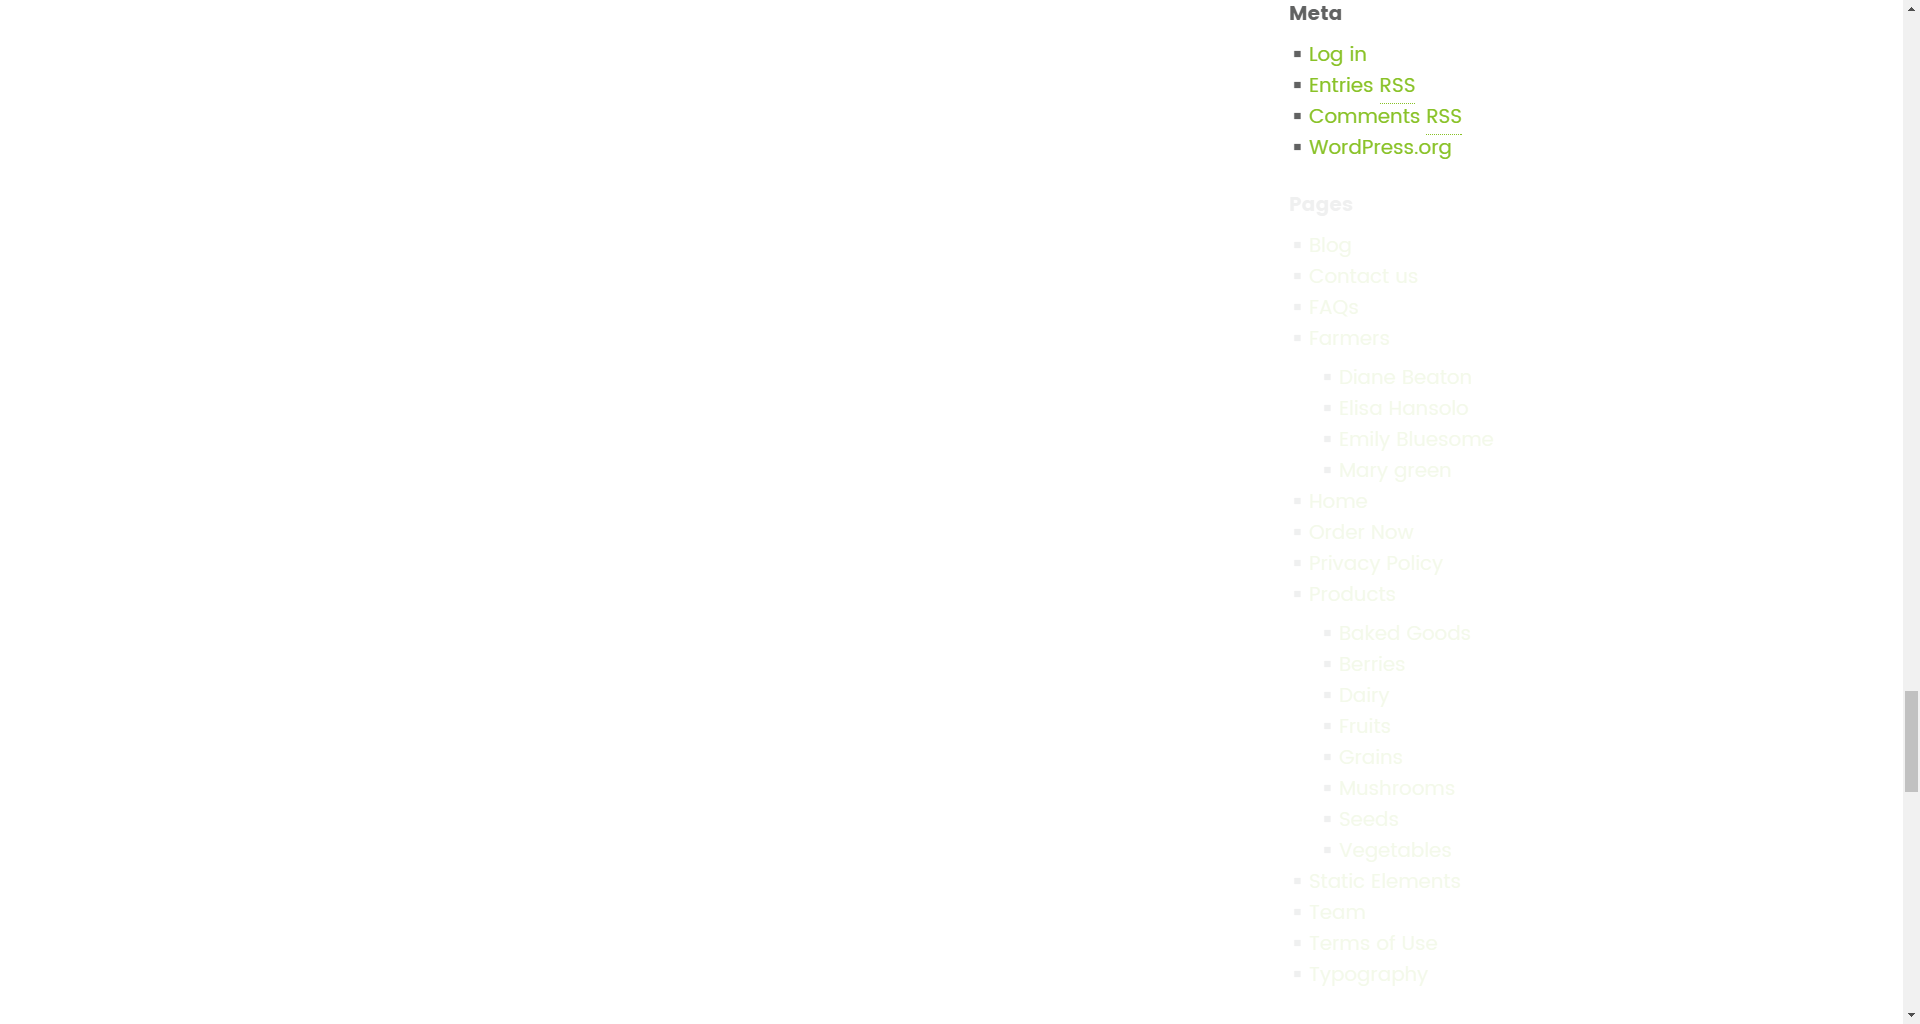 Meta
Log in
Entries RSS
Comments RSS
WordPress.org
Pages
Blog
Contact us
FAQs
Farmers
Diane Beaton
Elisa Hansolo
Emily Bluesome
Mary green
Home
Order Now
Privacy Policy
Products
Baked Goods
Berries
Dairy
Fruits
Grains
Mushrooms
Seeds
Vegetables
Static Elements
Team
Terms of Use
Typography